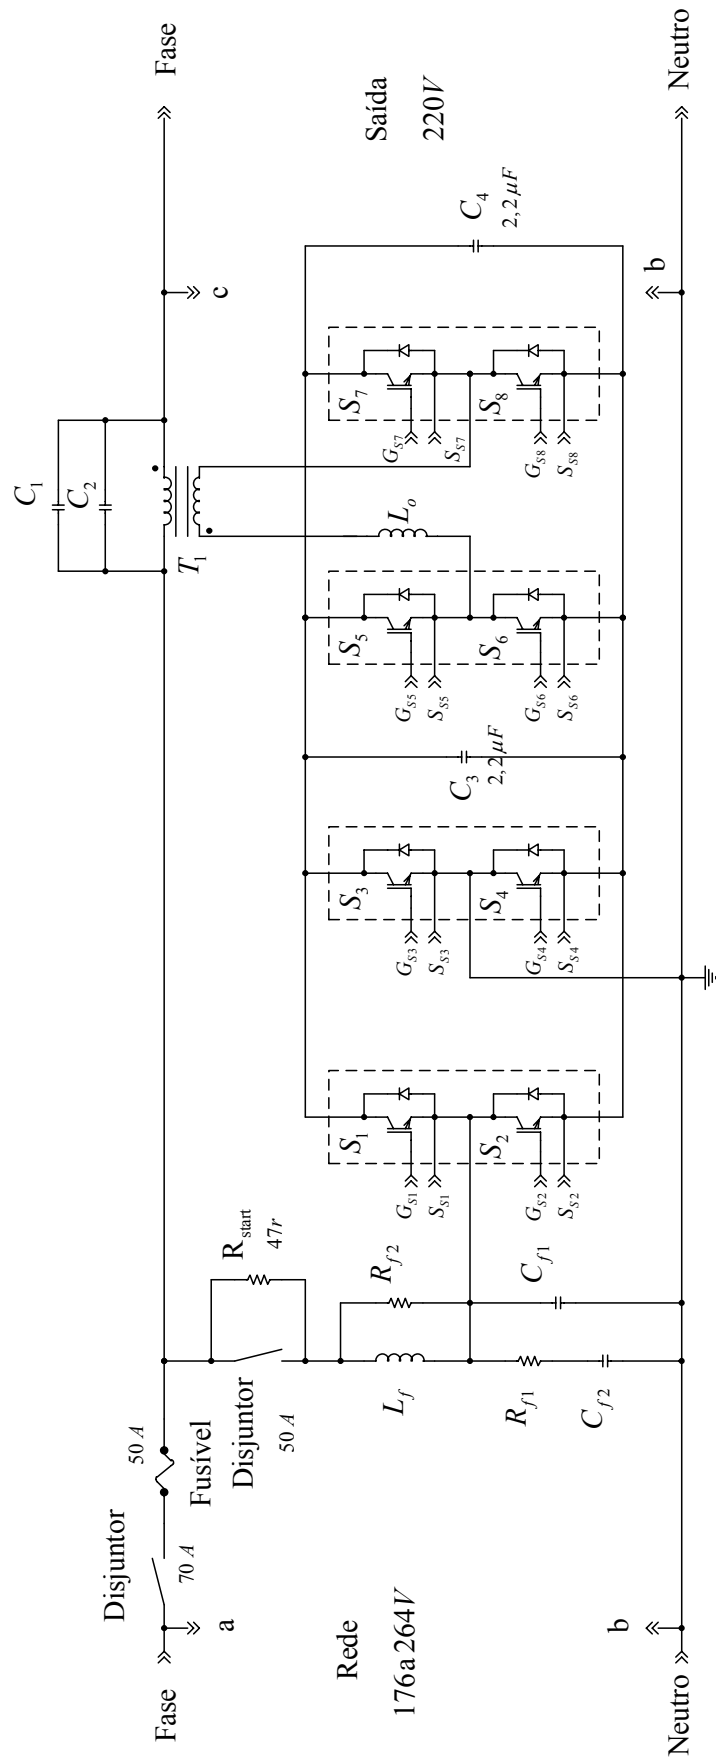 Fase
a
Disjuntor
70 A
50 A
Fusível
Disjuntor
50 A
R_start
47r
L_f
R_f2
R_f1
C_f2
C_f1
Rede
176a 264V
b
Neutro
S_1
G_S1
S_S1
S_2
G_S2
S_S2
S_3
G_S3
S_S3
S_4
G_S4
S_S4
C_3
2,2 µF
S_5
G_S5
S_S5
S_6
G_S6
S_S6
L_o
T_1
C_1
C_2
S_7
G_S7
S_S7
S_8
G_S8
S_S8
C_4
2,2 µF
c
Fase
Saída
220V
b
Neutro